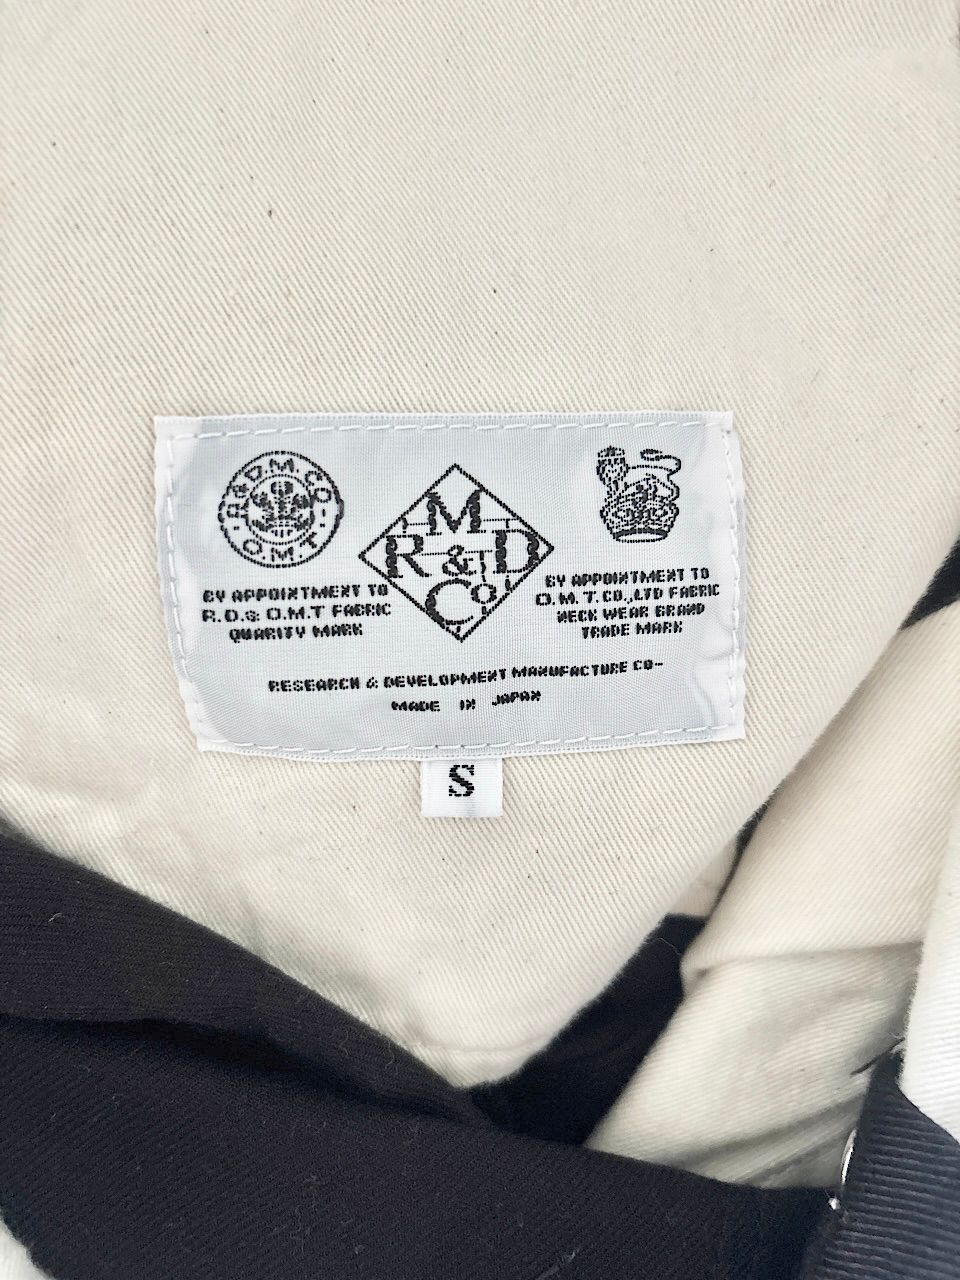 R&D.M.CO
O.M.T.
M
R & D
Co
BY APPOINTMENT TO
R.D.& O.M.T FABRIC
QUARITY MARK
BY APPOINTMENT TO
O.M.T.CO.,LTD FABRIC
NECK WEAR BRAND
TRADE MARK
RESEARCH & DEVELOPMENT MANUFACTURE CO-
MADE IN JAPAN
S